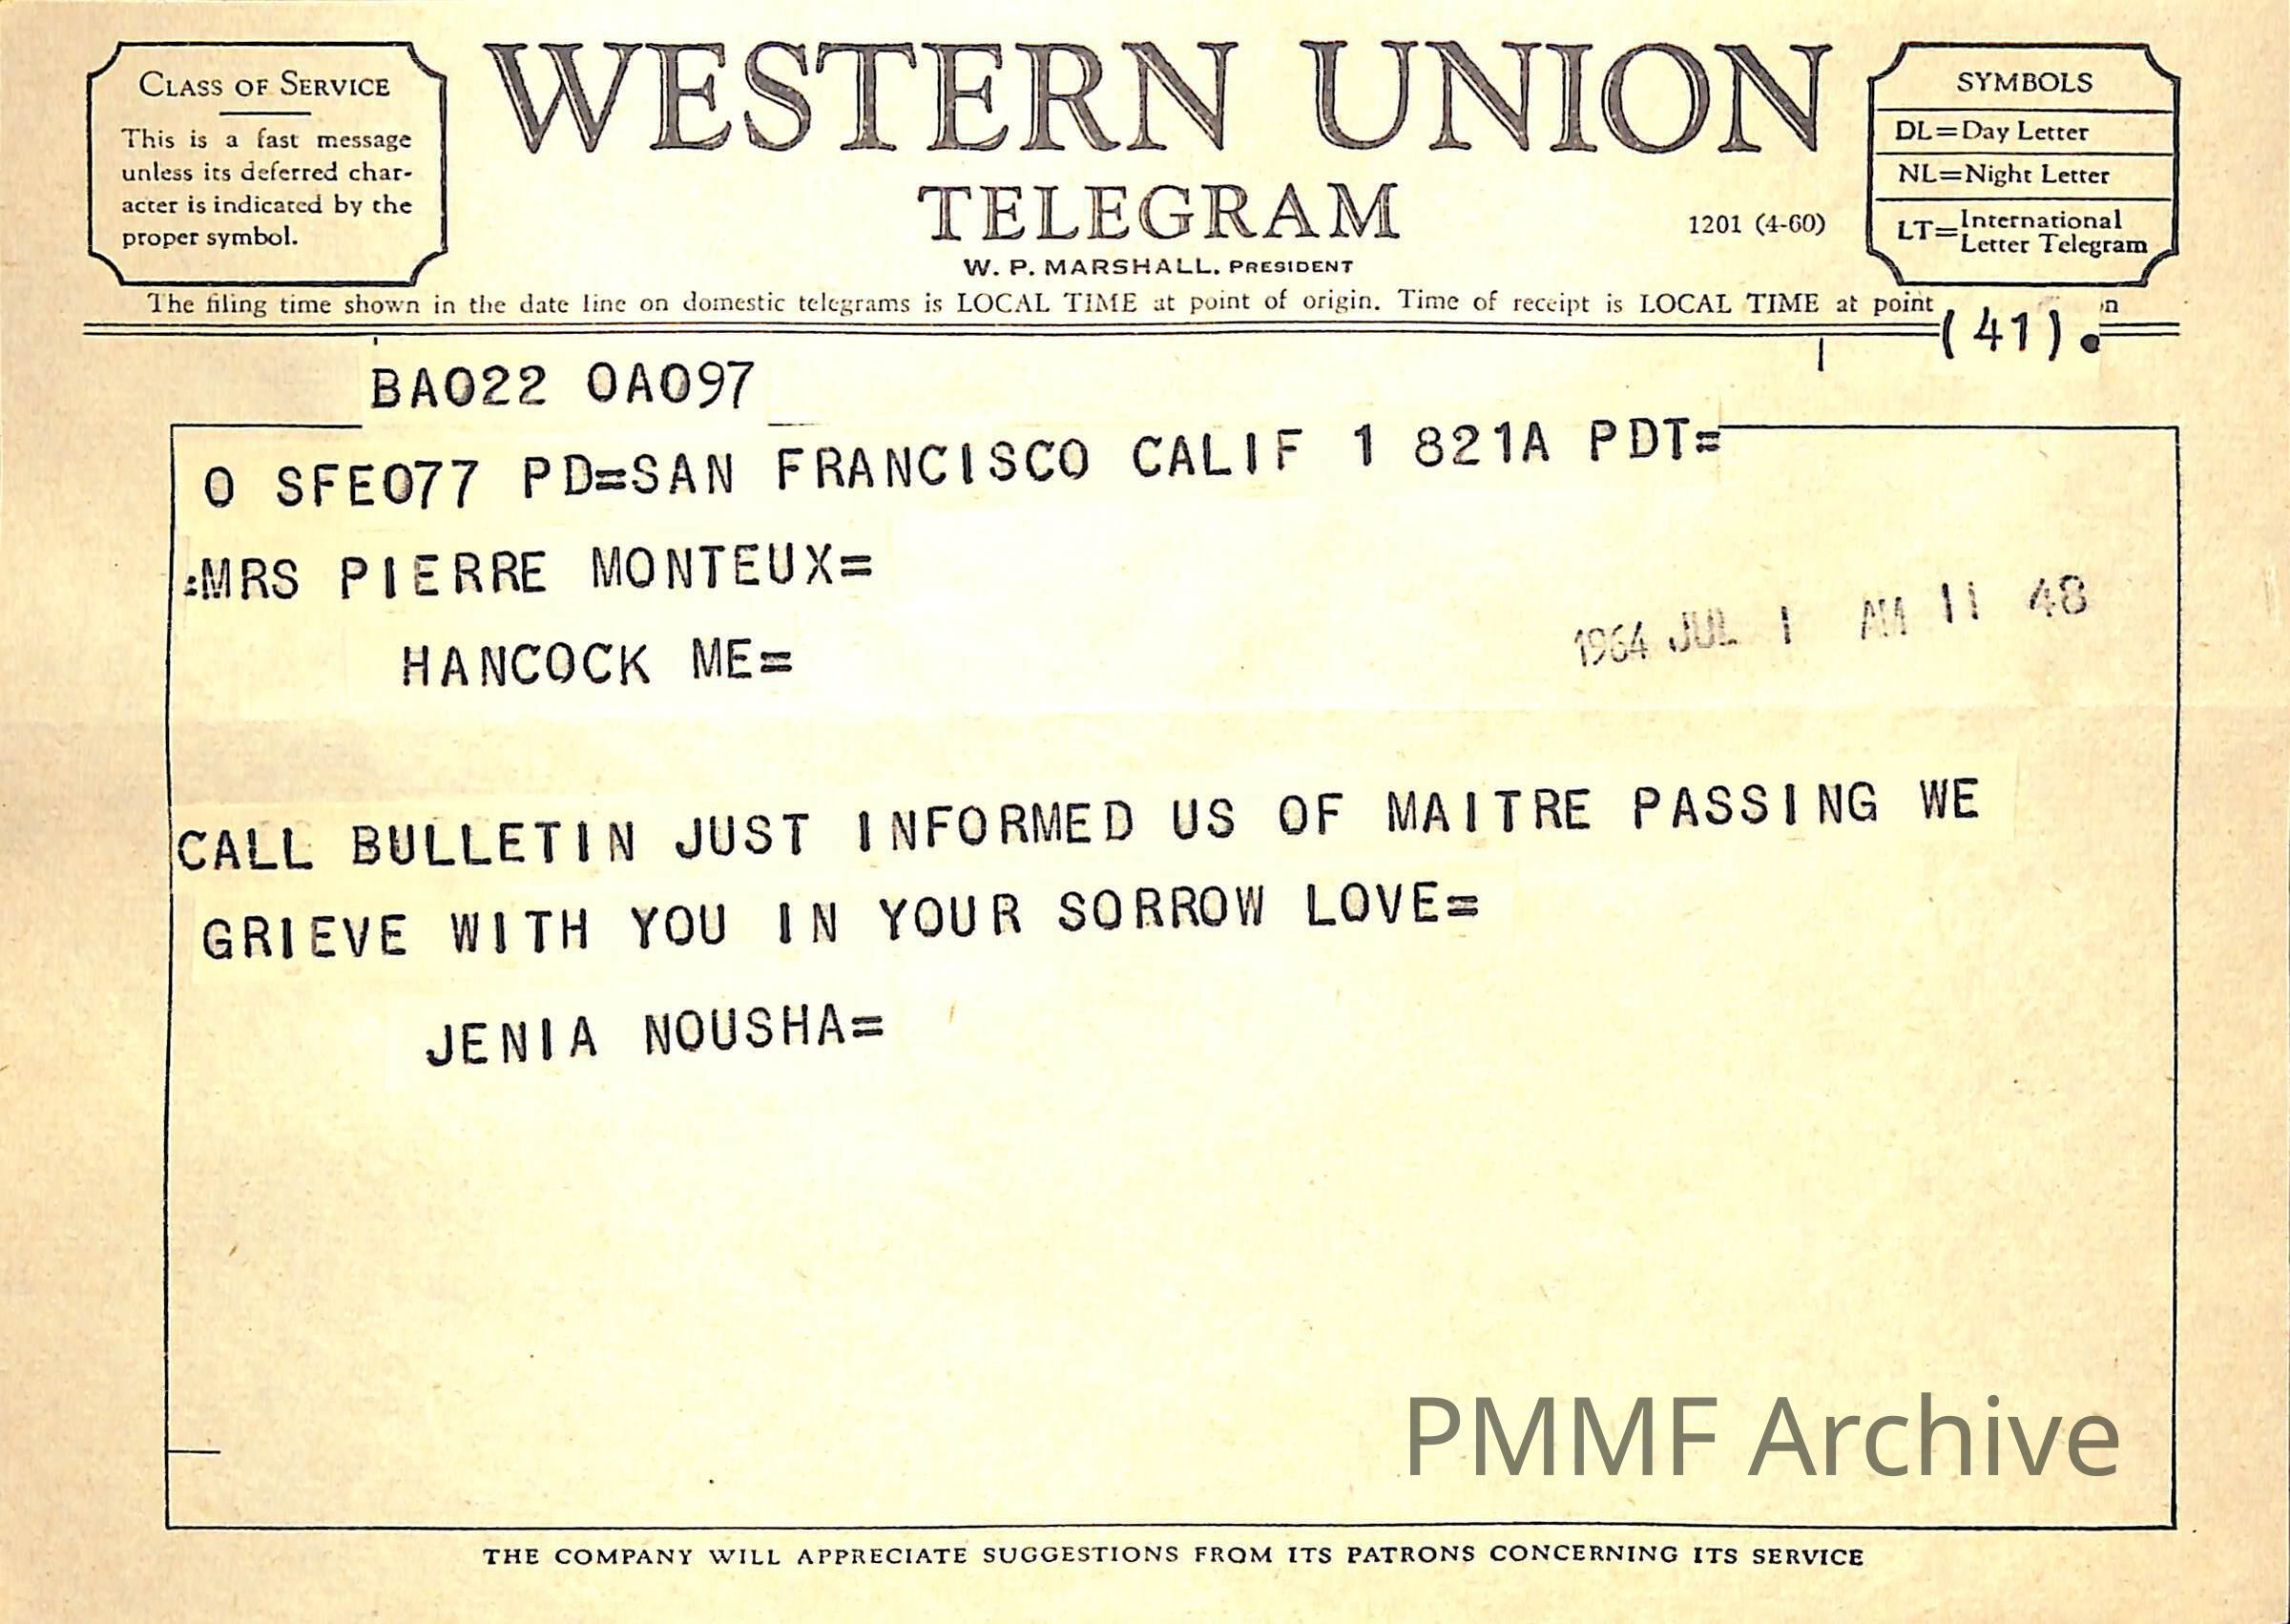 CLASS OF SERVICE
This is a fast message
unless its deferred char-
acter is indicated by the
proper symbol.
WESTERN UNION
TELEGRAM
W. P. MARSHALL, PRESIDENT
1201 (4-60)
SYMBOLS
DL=Day Letter
NL=Night Letter
LT=International
Letter Telegram
The filing time shown in the date line on domestic telegrams is LOCAL TIME at point of origin. Time of receipt is LOCAL TIME at point
(41).
BA022 OA097
O SFE077 PD=SAN FRANCISCO CALIF 1 821A PDT=
:MRS PIERRE MONTEUX=
HANCOCK ME=
1964 JUL 1 AM 11 48
CALL BULLETIN JUST INFORMED US OF MAITRE PASSING WE
GRIEVE WITH YOU IN YOUR SORROW LOVE=
JENIA NOUSHA=
PMMF Archive
THE COMPANY WILL APPRECIATE SUGGESTIONS FROM ITS PATRONS CONCERNING ITS SERVICE